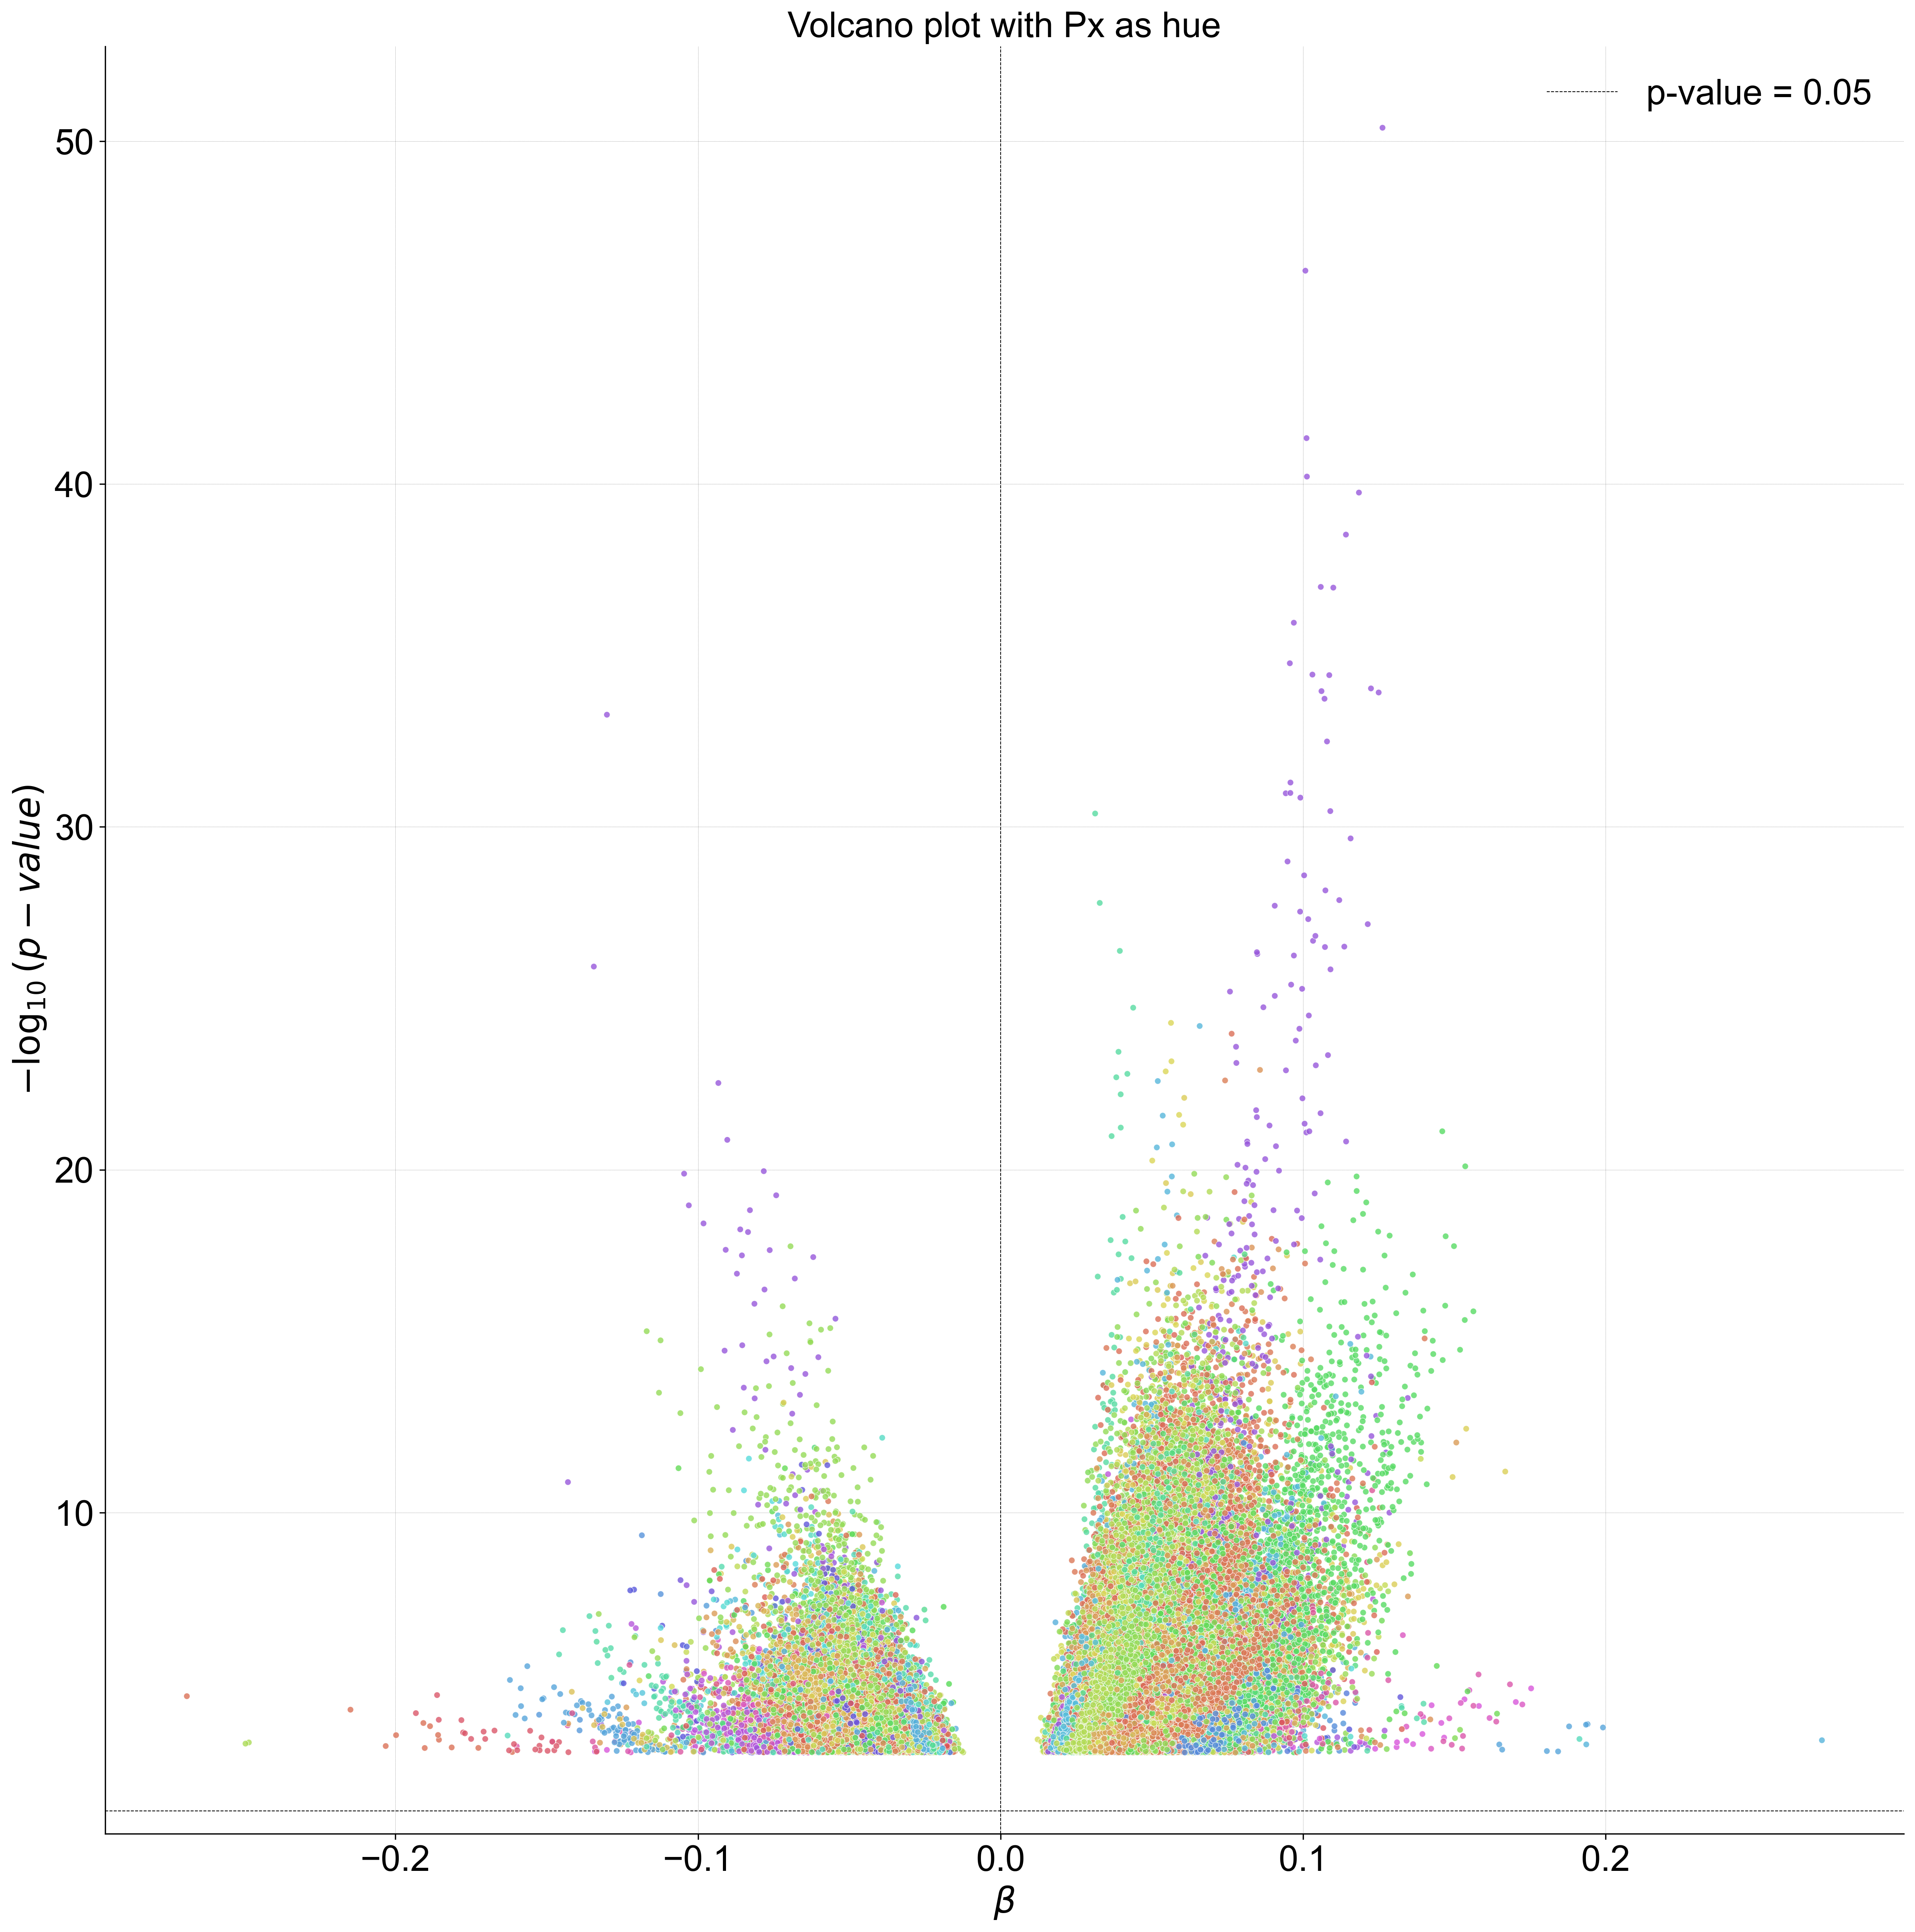 Volcano plot with Px as hue
p-value = 0.05
50
40
30
20
10
−log₁₀(p − value)
−0.2 −0.1 0.0 0.1 0.2
β